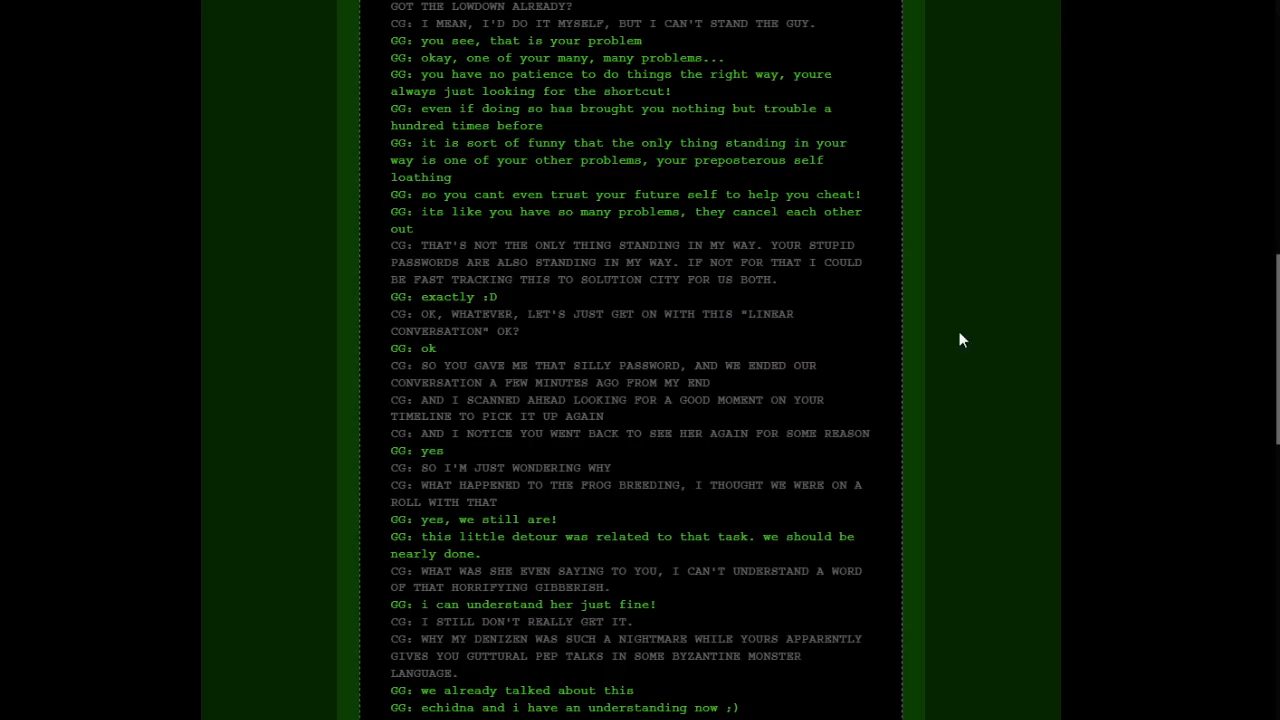 GOT THE LOWDOWN ALREADY?
CG: I MEAN, I'D DO IT MYSELF, BUT I CAN'T STAND THE GUY.
GG: you see, that is your problem
GG: okay, one of your many, many problems...
GG: you have no patience to do things the right way, youre
always just looking for the shortcut!
GG: even if doing so has brought you nothing but trouble a
hundred times before
GG: it is sort of funny that the only thing standing in your
way is one of your other problems, your preposterous self
loathing
GG: so you cant even trust your future self to help you cheat!
GG: its like you have so many problems, they cancel each other
out
CG: THAT'S NOT THE ONLY THING STANDING IN MY WAY. YOUR STUPID
PASSWORDS ARE ALSO STANDING IN MY WAY. IF NOT FOR THAT I COULD
BE FAST TRACKING THIS TO SOLUTION CITY FOR US BOTH.
GG: exactly :D
CG: OK, WHATEVER, LET'S JUST GET ON WITH THIS "LINEAR
CONVERSATION" OK?
GG: ok
CG: SO YOU GAVE ME THAT SILLY PASSWORD, AND WE ENDED OUR
CONVERSATION A FEW MINUTES AGO FROM MY END
CG: AND I SCANNED AHEAD LOOKING FOR A GOOD MOMENT ON YOUR
TIMELINE TO PICK IT UP AGAIN
CG: AND I NOTICE YOU WENT BACK TO SEE HER AGAIN FOR SOME REASON
GG: yes
CG: SO I'M JUST WONDERING WHY
CG: WHAT HAPPENED TO THE FROG BREEDING, I THOUGHT WE WERE ON A
ROLL WITH THAT
GG: yes, we still are!
GG: this little detour was related to that task. we should be
nearly done.
CG: WHAT WAS SHE EVEN SAYING TO YOU, I CAN'T UNDERSTAND A WORD
OF THAT HORRIFYING GIBBERISH.
GG: i can understand her just fine!
CG: I STILL DON'T REALLY GET IT.
CG: WHY MY DENIZEN WAS SUCH A NIGHTMARE WHILE YOURS APPARENTLY
GIVES YOU GUTTURAL PEP TALKS IN SOME BYZANTINE MONSTER
LANGUAGE.
GG: we already talked about this
GG: echidna and i have an understanding now ;)